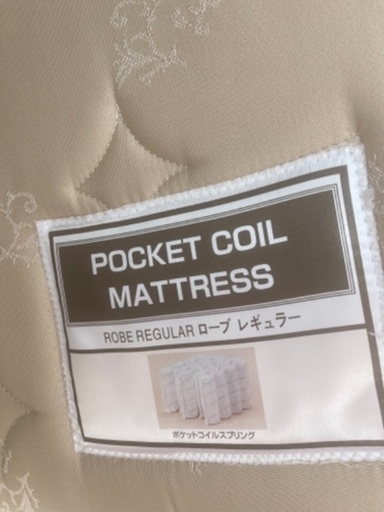 POCKET COIL
MATTRESS
ROBE REGULAR ローブ レギュラー
ポケットコイルスプリング